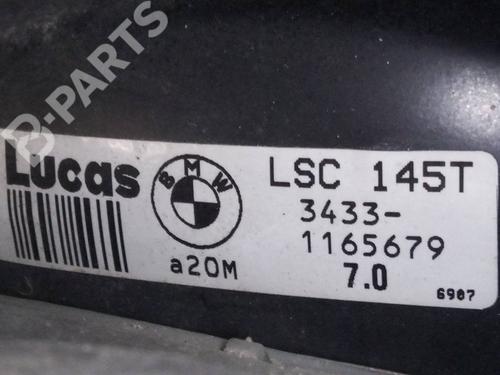 B-PARTS
Lucas
BMW
a20M
LSC 145T
3433-
1165679
7.0
6907